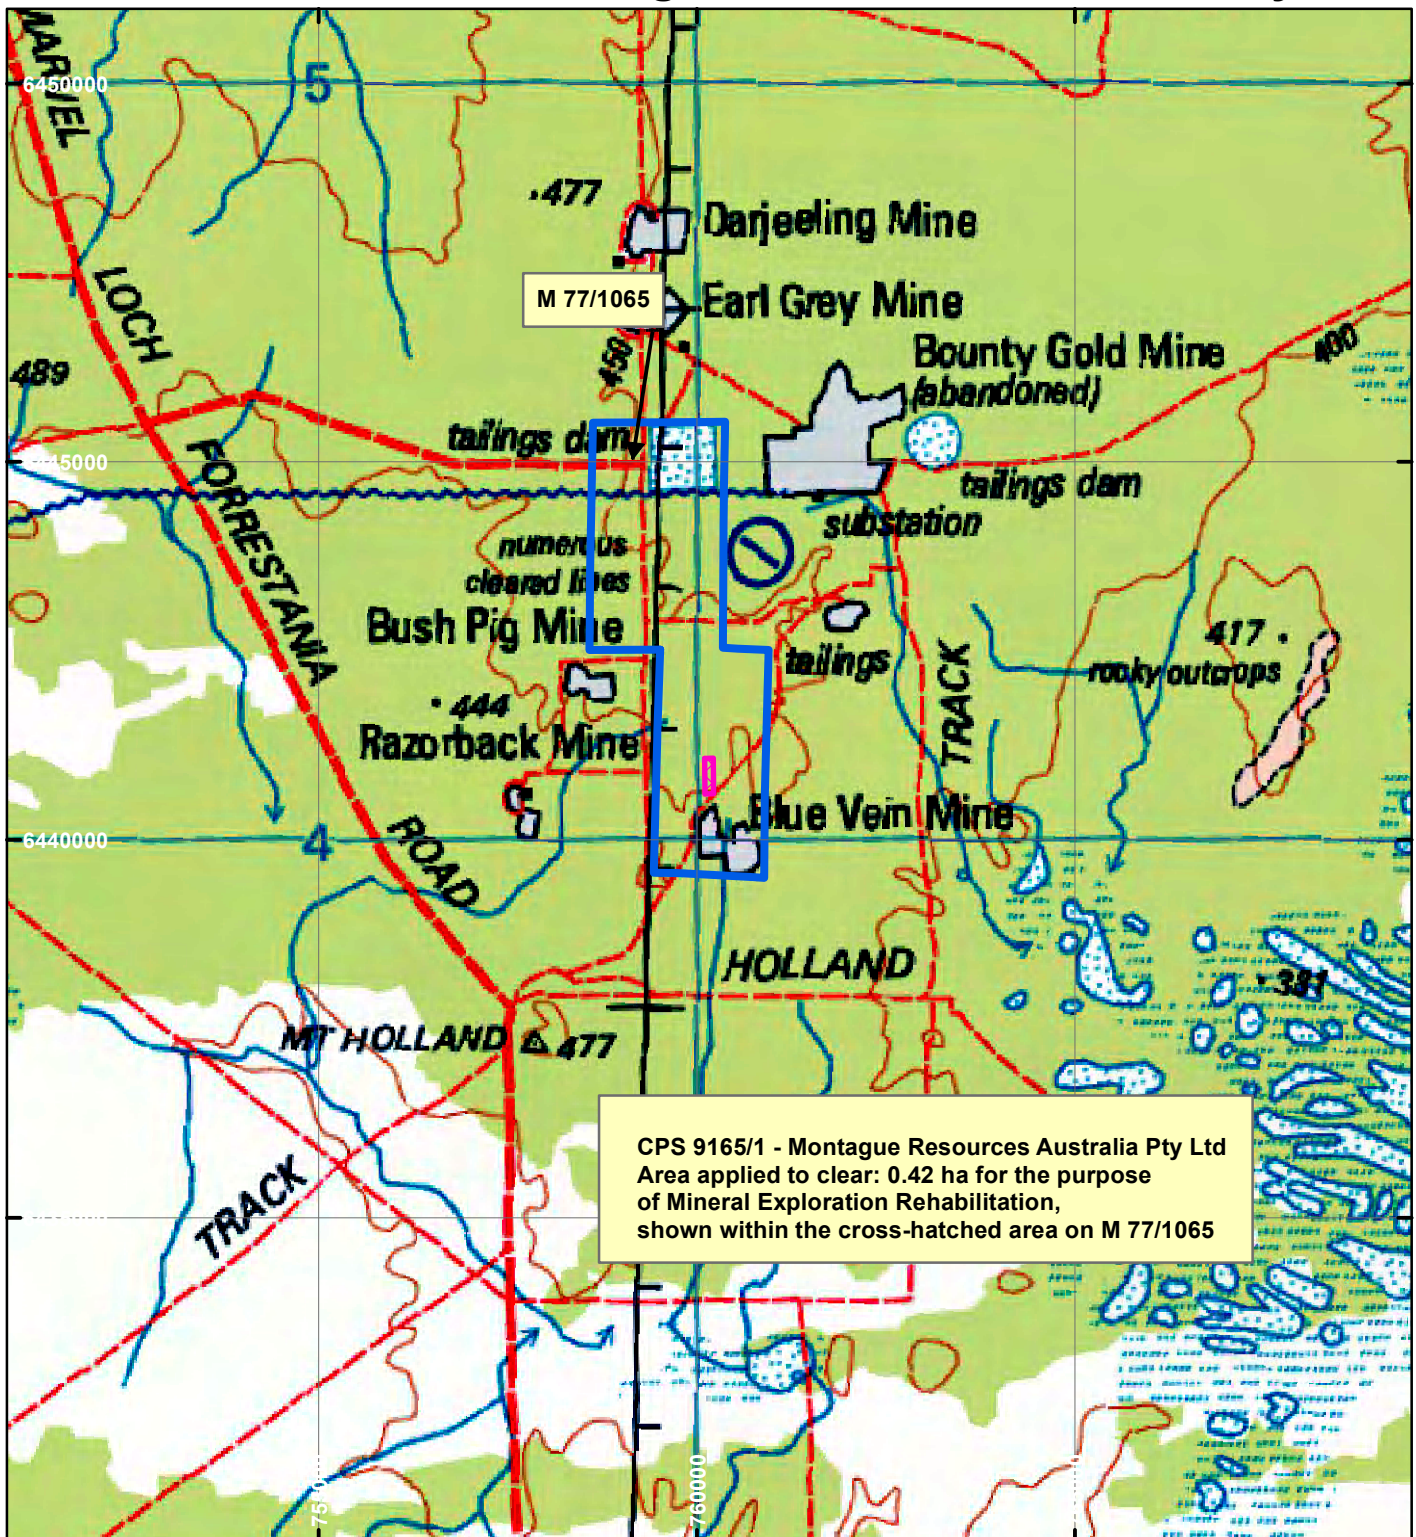 MARVEL
6450000
5
477
Darjeeling Mine
M 77/1065
Earl Grey Mine
LOCH
Bounty Gold Mine
(abandoned)
400
459
489
tailings dam
FORRESTANIA
tailings dam
substation
numerous
cleared lines
Bush Pig Mine
tailings
417
rocky outcrops
444
TRACK
Razorback Mine
Blue Vein Mine
6440000
4
ROAD
HOLLAND
381
MT HOLLAND 477
CPS 9165/1 - Montague Resources Australia Pty Ltd
Area applied to clear: 0.42 ha for the purpose
of Mineral Exploration Rehabilitation,
shown within the cross-hatched area on M 77/1065
TRACK
760000